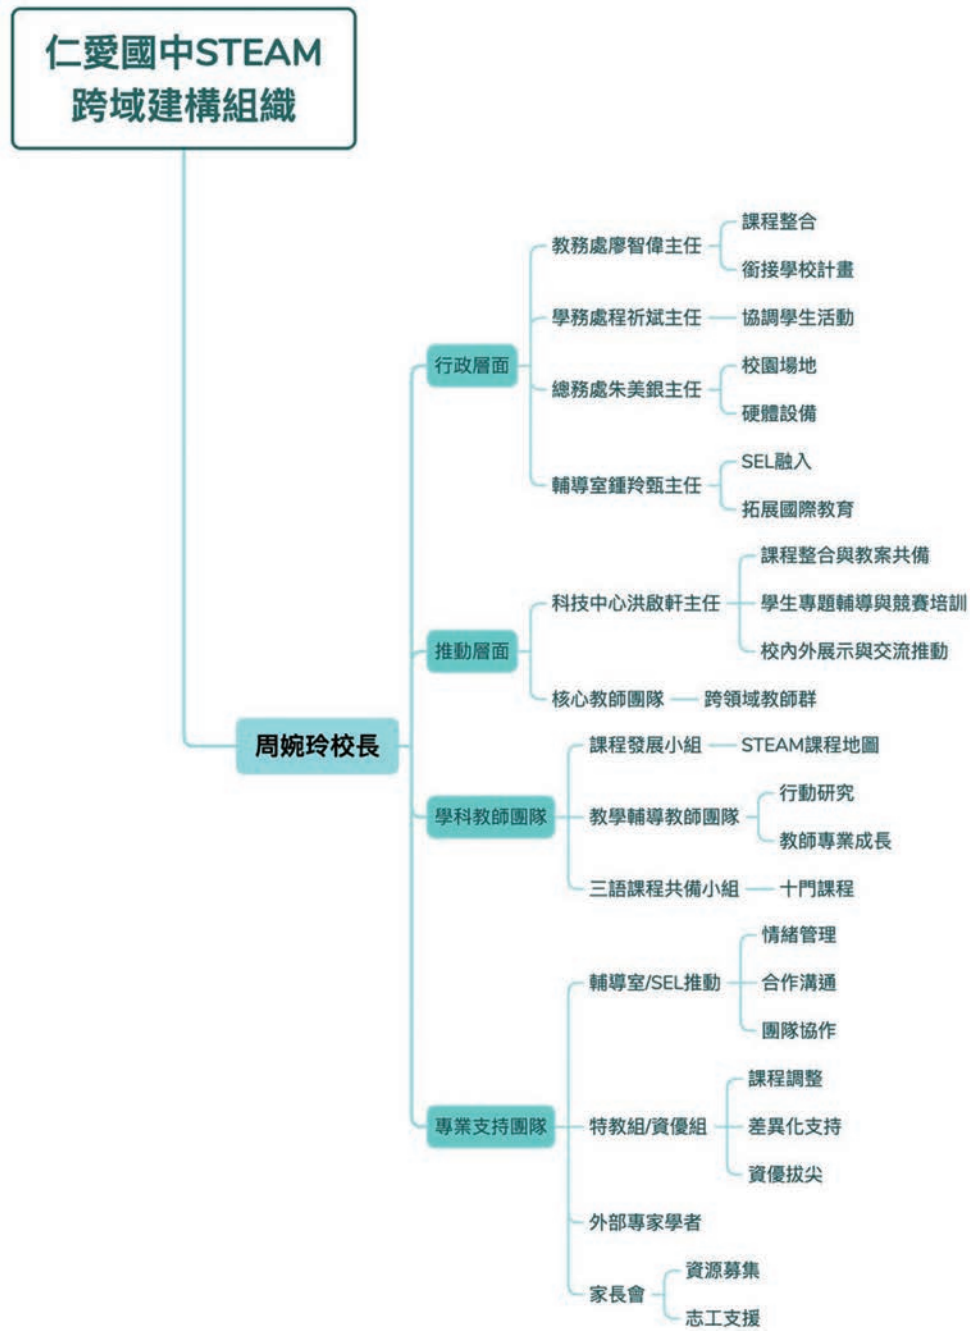 仁愛國中STEAM
跨域建構組織
周婉玲校長
行政層面
教務處廖智偉主任
課程整合
銜接學校計畫
學務處程祈斌主任
協調學生活動
總務處朱美銀主任
校園場地
硬體設備
輔導室鍾羚甄主任
SEL融入
拓展國際教育
推動層面
科技中心洪啟軒主任
課程整合與教案共備
學生專題輔導與競賽培訓
校內外展示與交流推動
核心教師團隊
跨領域教師群
學科教師團隊
課程發展小組
STEAM課程地圖
教學輔導教師團隊
行動研究
教師專業成長
三語課程共備小組
十門課程
專業支持團隊
輔導室/SEL推動
情緒管理
合作溝通
團隊協作
特教組/資優組
課程調整
差異化支持
資優拔尖
外部專家學者
家長會
資源募集
志工支援